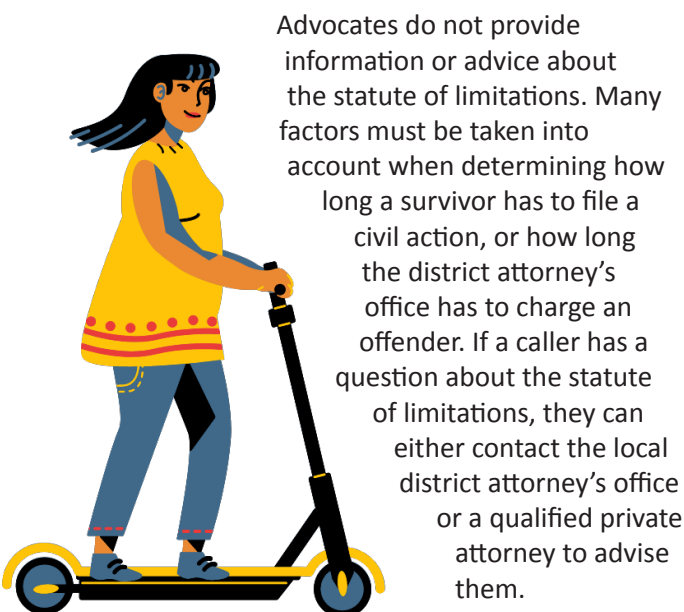 Advocates do not provide
information or advice about
the statute of limitations. Many
factors must be taken into
account when determining how
long a survivor has to file a
civil action, or how long
the district attorney’s
office has to charge an
offender. If a caller has a
question about the statute
of limitations, they can
either contact the local
district attorney’s office
or a qualified private
attorney to advise
them.